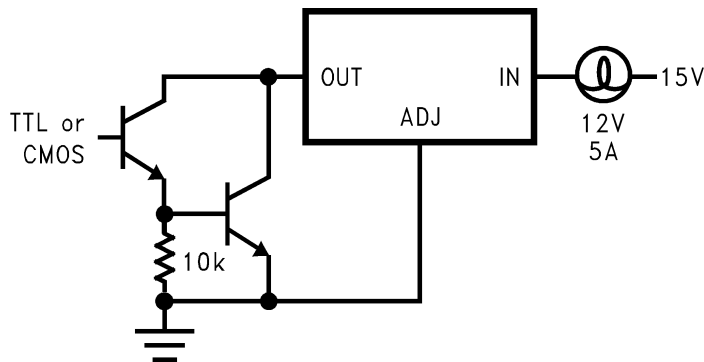 OUT
IN
15V
ADJ
12V
5A
TTL or
CMOS
10k